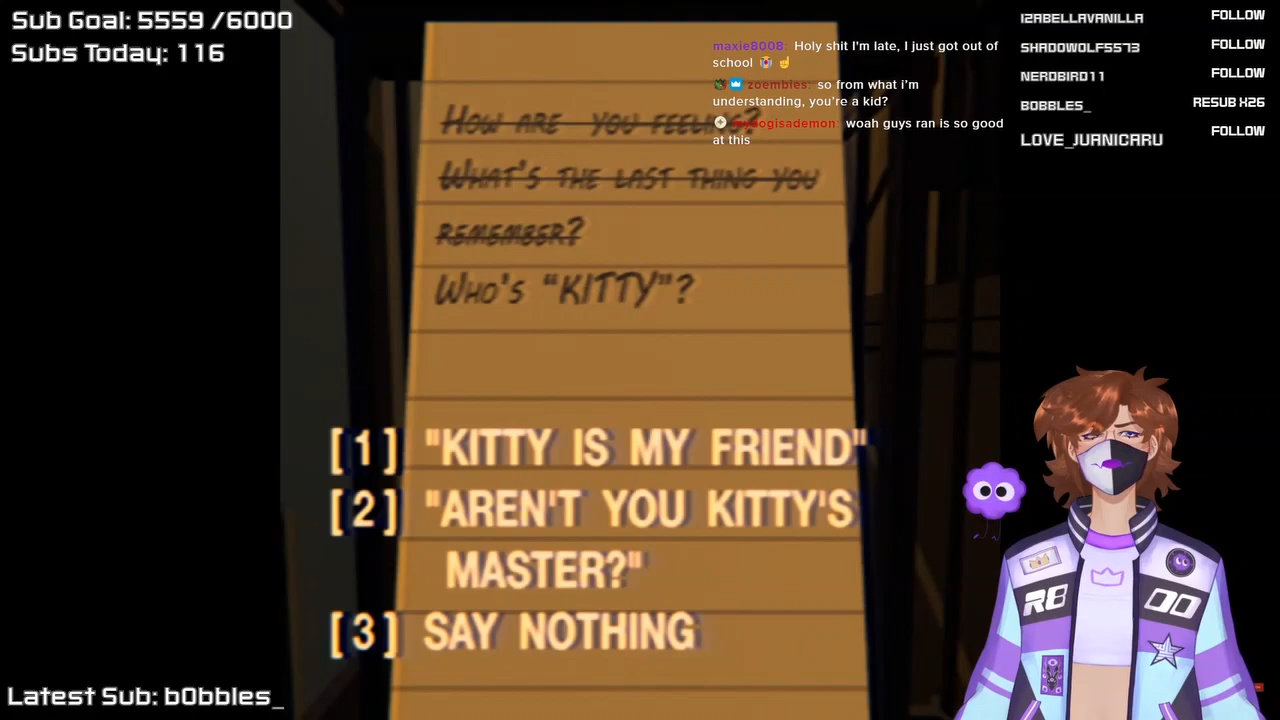 Sub Goal: 5559 /6000
Subs Today: 116
maxie8008: Holy shit I'm late, I just got out of
school
zoembies: so from what i'm
understanding, you're a kid?
mydogisademon: woah guys ran is so good
at this
IZABELLAVANILLA FOLLOW
SHADOWOLF5573 FOLLOW
NERDBIRD11 FOLLOW
B0BBLES_ RESUB X26
LOVE_JUANICARU FOLLOW
HOW ARE YOU FEELING?
WHAT'S THE LAST THING YOU
REMEMBER?
WHO'S "KITTY"?
[1] "KITTY IS MY FRIEND"
[2] "AREN'T YOU KITTY'S
MASTER?"
[3] SAY NOTHING
R8
00
Latest Sub: b0bbles_